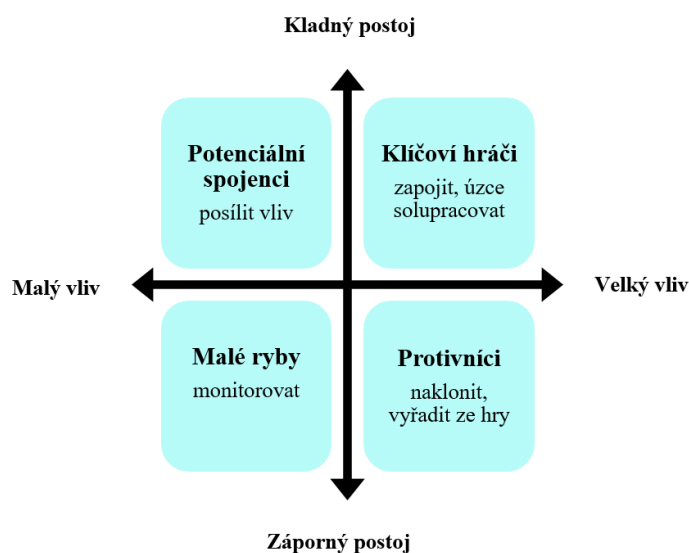 Kladný postoj
Potenciální
spojenci
posílit vliv
Klíčoví hráči
zapojit, úzce
solupracovat
Malý vliv
Velký vliv
Malé ryby
monitorovat
Protivníci
naklonit,
vyřadit ze hry
Záporný postoj